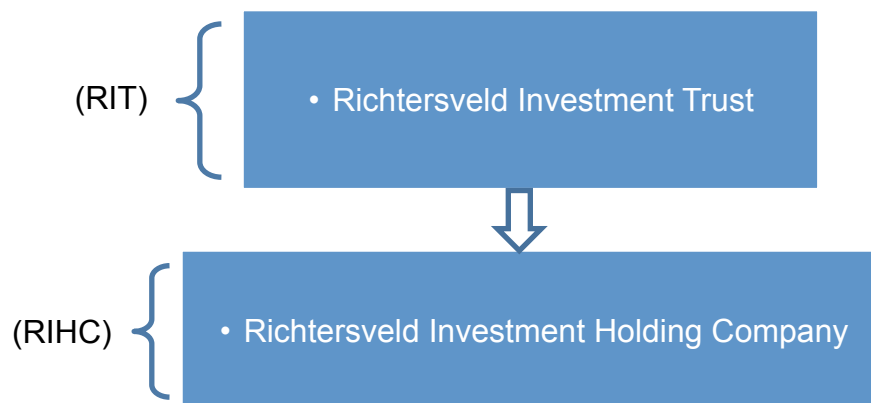 (RIT)
• Richtersveld Investment Trust
(RIHC)
• Richtersveld Investment Holding Company